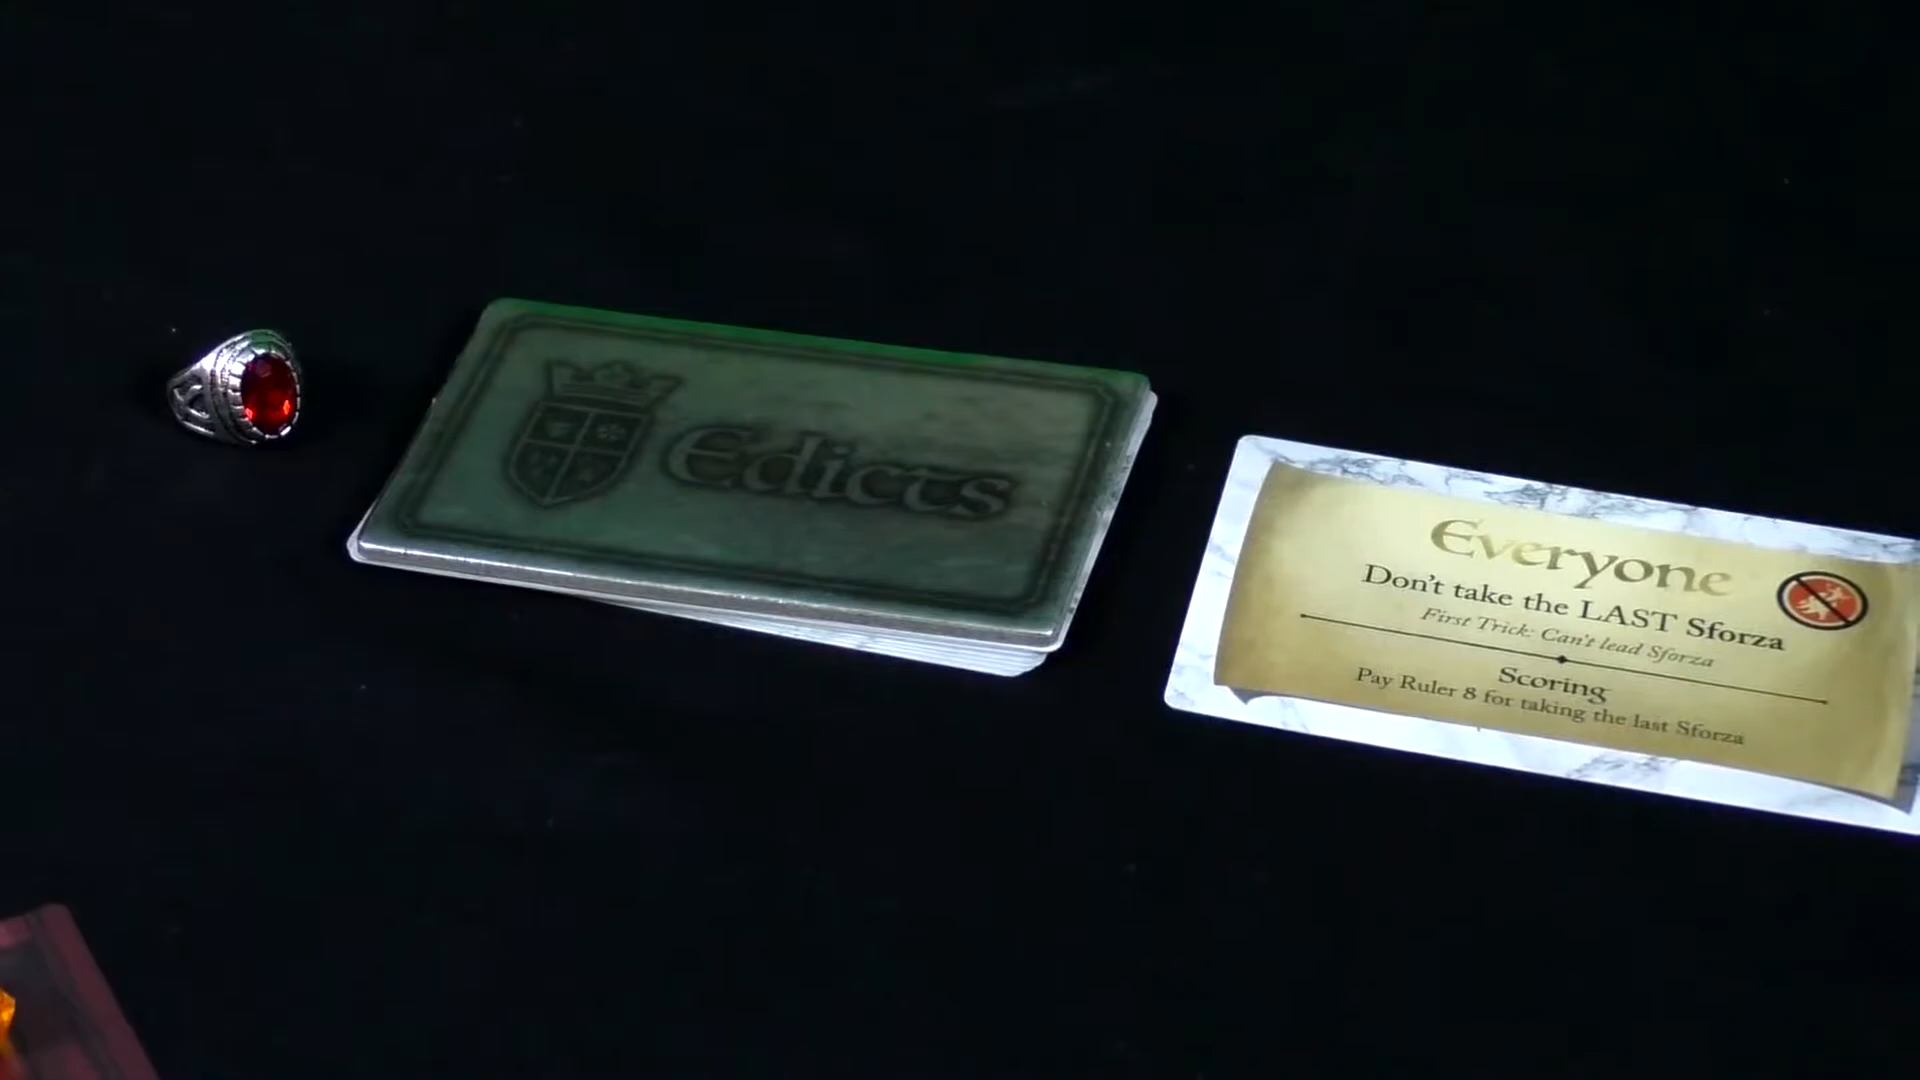 Edicts
Everyone
Don't take the LAST Sforza
First Trick: Can't lead Sforza
Scoring
Pay Ruler 8 for taking the last Sforza